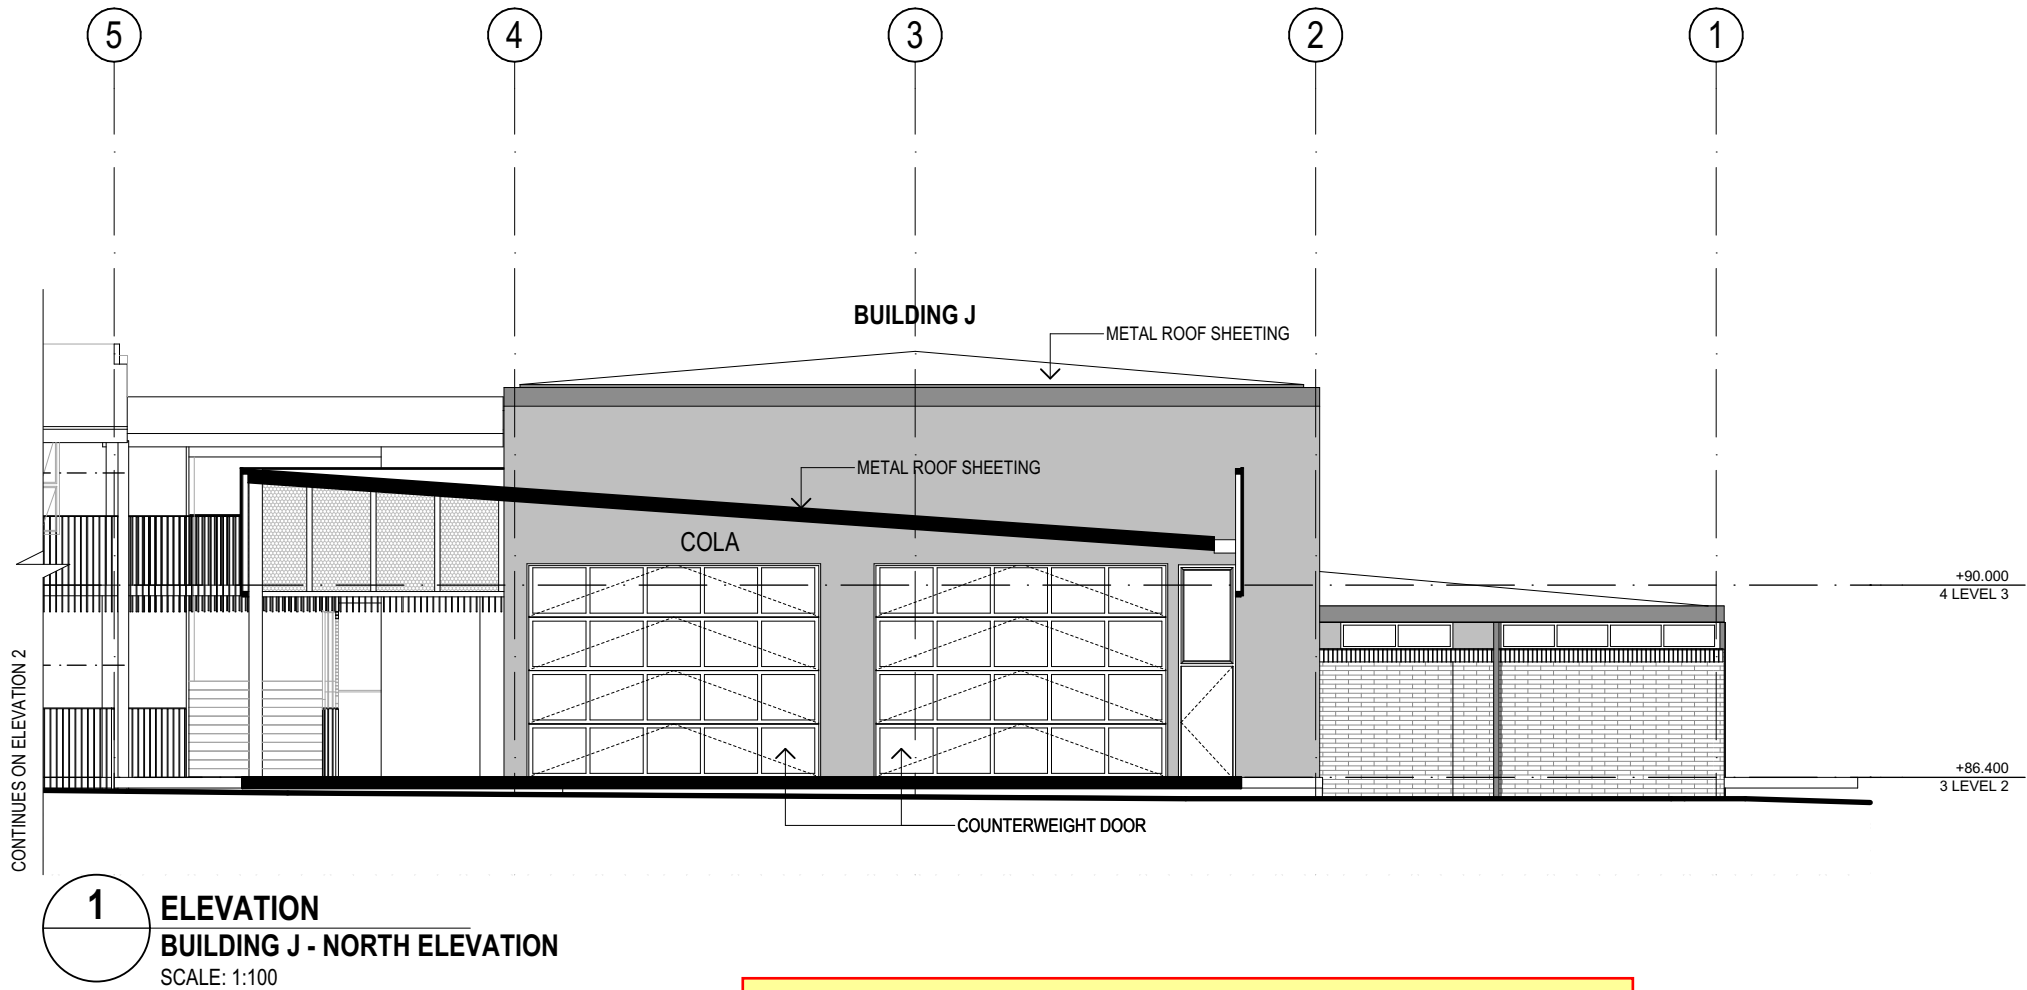 5
4
3
2
1
BUILDING J
METAL ROOF SHEETING
METAL ROOF SHEETING
COLA
+90.000
4 LEVEL 3
+86.400
3 LEVEL 2
COUNTERWEIGHT DOOR
CONTINUES ON ELEVATION 2
1
ELEVATION
BUILDING J - NORTH ELEVATION
SCALE: 1:100